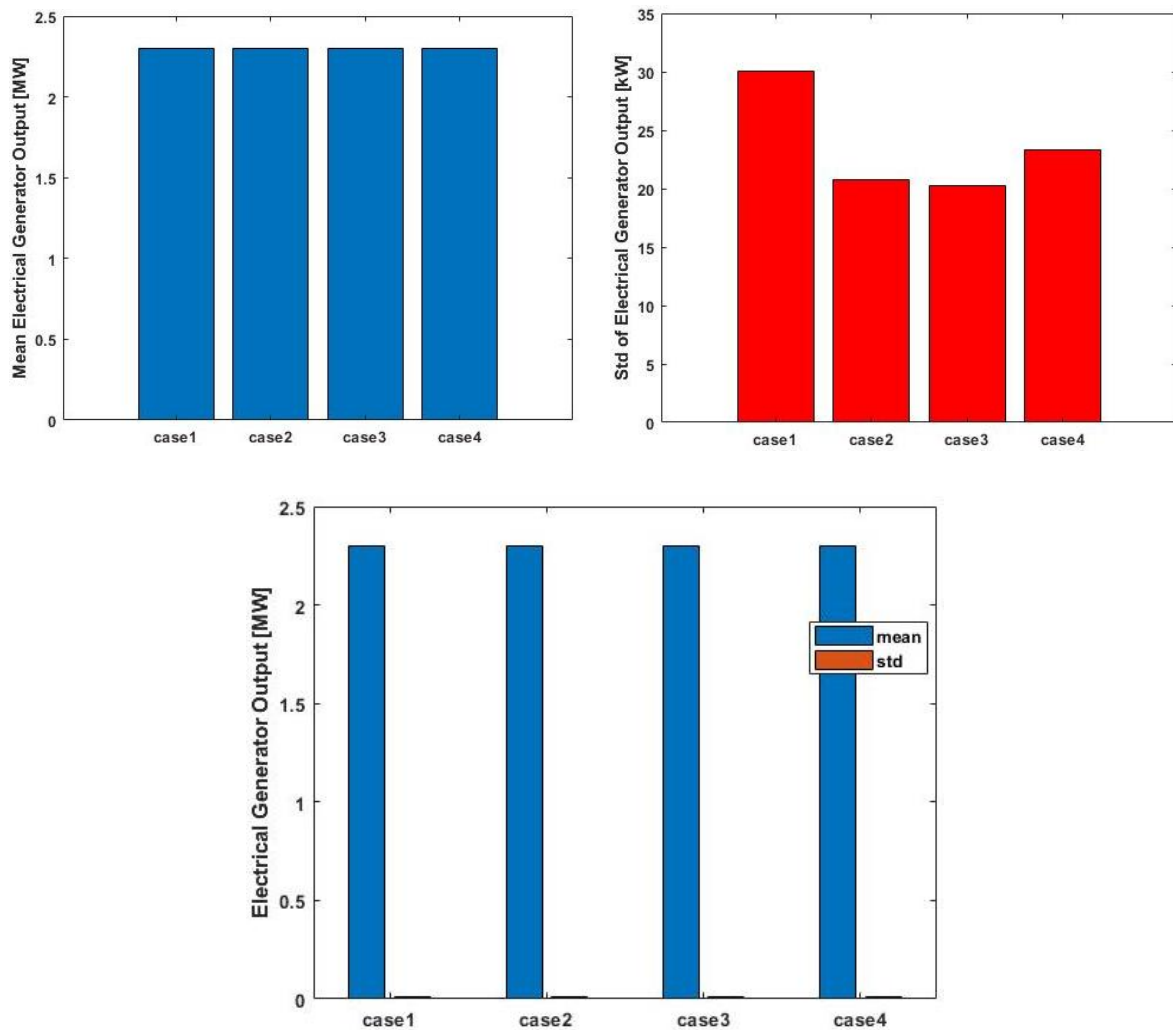 Mean Electrical Generator Output [MW]
2.5
2
1.5
1
0.5
0
case1 case2 case3 case4
Std of Electrical Generator Output [kW]
35
30
25
20
15
10
5
0
case1 case2 case3 case4
Electrical Generator Output [MW]
2.5
2
1.5
1
0.5
0
mean
std
case1 case2 case3 case4